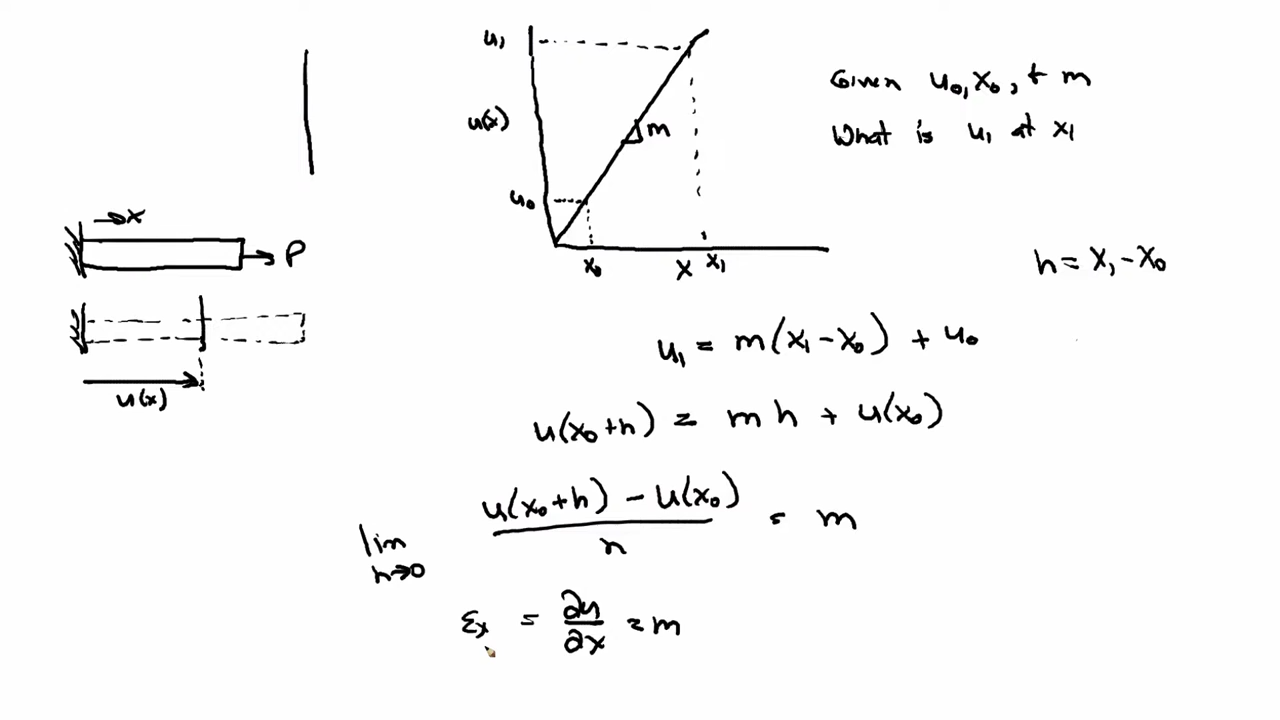 u₁
u(x)
m
u₀
x₀
x
x₁
Given u₀, x₀, + m
What is u₁ at x₁
→x
P
u(x)
h = x₁ - x₀
u₁ = m(x₁ - x₀) + u₀
u(x₀+h) = m h + u(x₀)
lim h→0 u(x₀+h) - u(x₀) / h = m
εx = ∂u/∂x = m